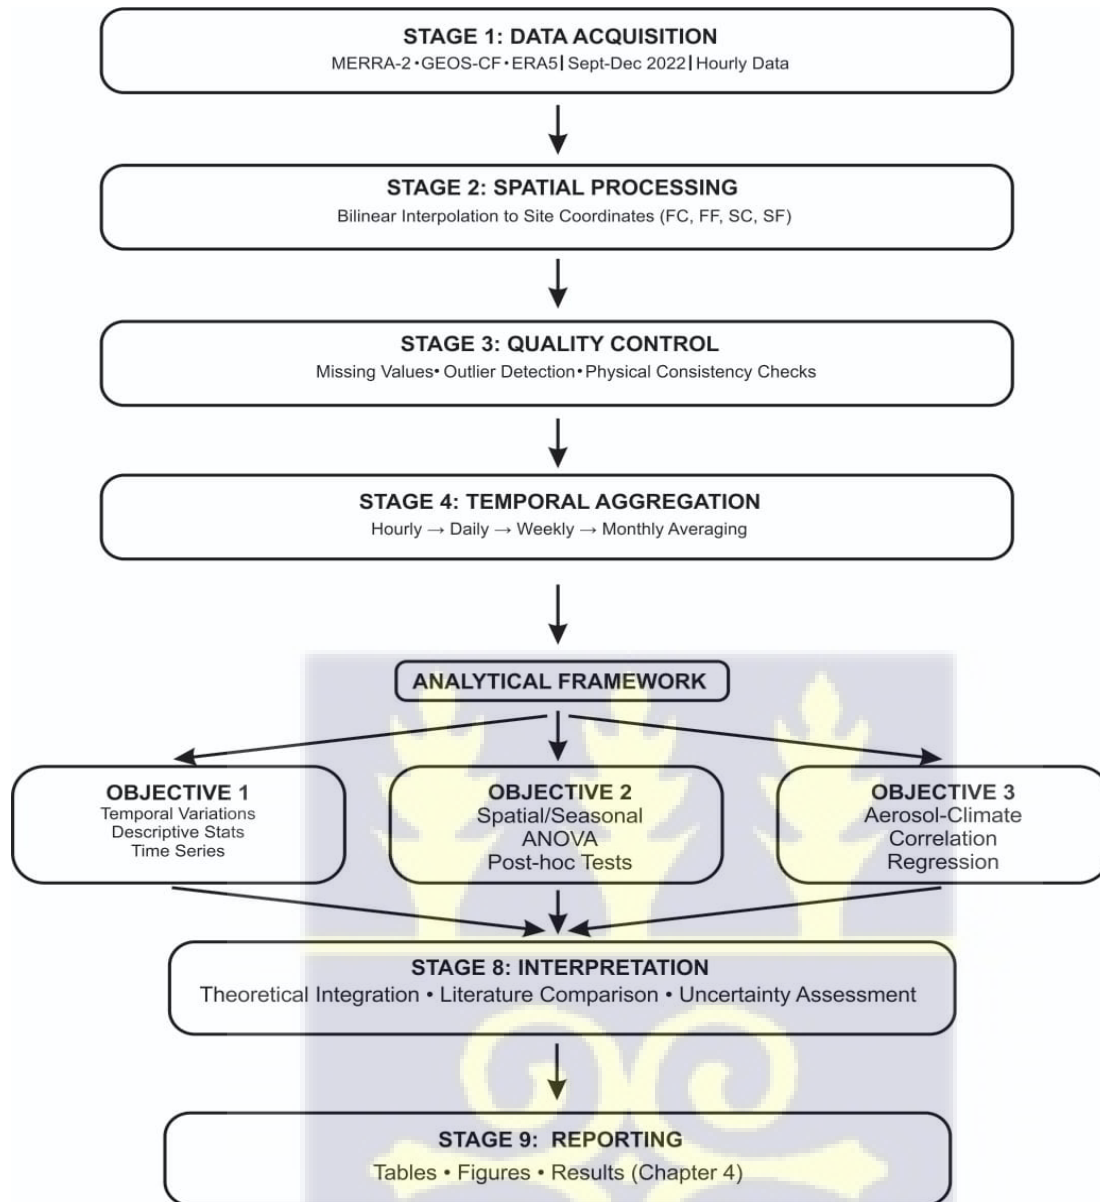 STAGE 1: DATA ACQUISITION
MERRA-2 • GEOS-CF • ERA5 | Sept-Dec 2022 | Hourly Data
STAGE 2: SPATIAL PROCESSING
Bilinear Interpolation to Site Coordinates (FC, FF, SC, SF)
STAGE 3: QUALITY CONTROL
Missing Values • Outlier Detection • Physical Consistency Checks
STAGE 4: TEMPORAL AGGREGATION
Hourly → Daily → Weekly → Monthly Averaging
ANALYTICAL FRAMEWORK
OBJECTIVE 1
Temporal Variations
Descriptive Stats
Time Series
OBJECTIVE 2
Spatial/Seasonal
ANOVA
Post-hoc Tests
OBJECTIVE 3
Aerosol-Climate
Correlation
Regression
STAGE 8: INTERPRETATION
Theoretical Integration • Literature Comparison • Uncertainty Assessment
STAGE 9: REPORTING
Tables • Figures • Results (Chapter 4)